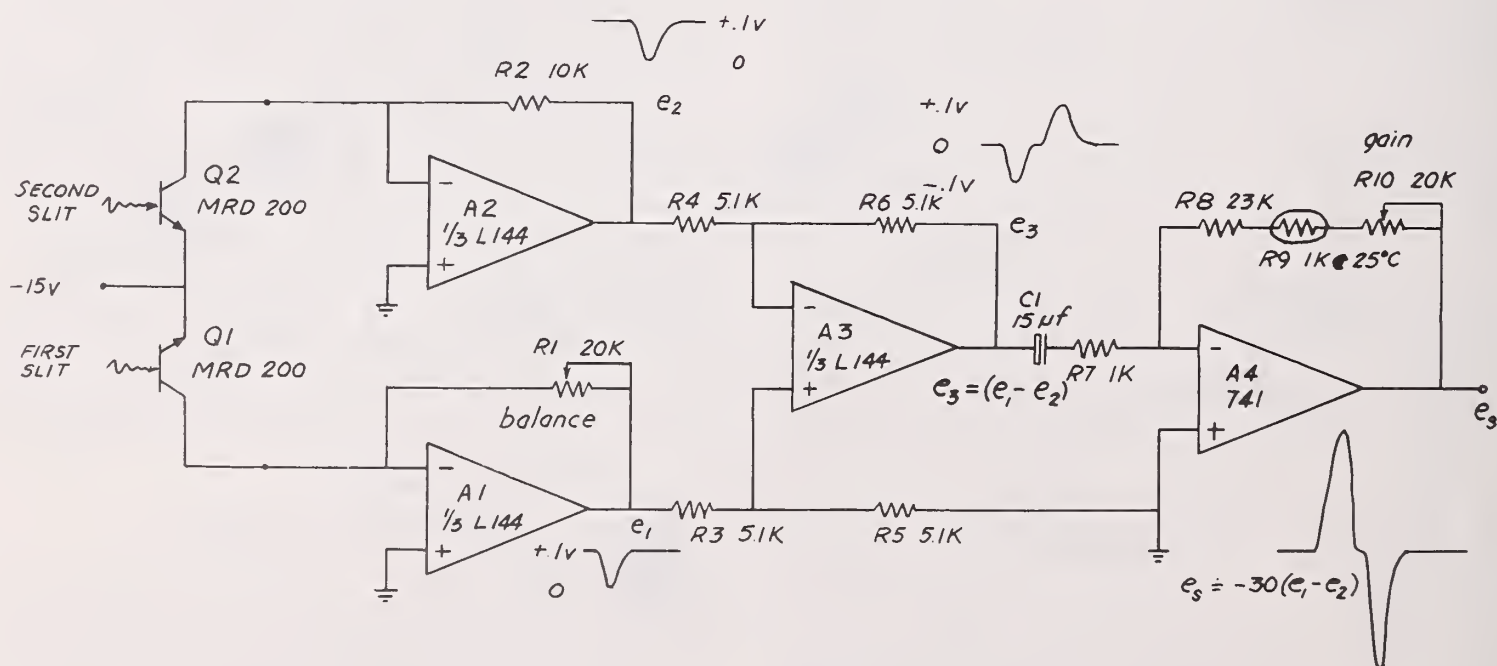 +.1v
0
R2 10K
e₂
SECOND
SLIT
Q2
MRD 200
-
A2
1/3 L144
+
-15v
R4 5.1K
+.1v
0
-.1v
R6 5.1K
e₃
gain
R10 20K
R8 23K
R9 1K @ 25°C
FIRST
SLIT
Q1
MRD 200
R1 20K
balance
-
A3
1/3 L144
+
C1
15 µf
R7 1K
e₃=(e₁-e₂)
-
A4
741
+
eₛ
-
A1
1/3 L144
+
e₁
R3 5.1K
R5 5.1K
+.1v
0
eₛ ≐ -30(e₁-e₂)